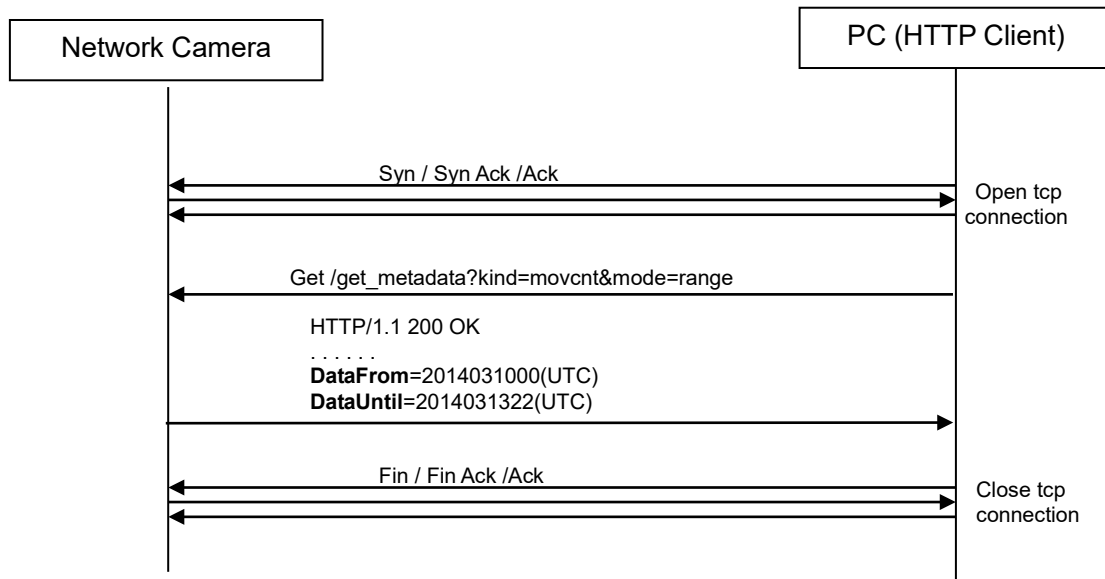 Network Camera
PC (HTTP Client)
Syn / Syn Ack /Ack
Open tcp
connection
Get /get_metadata?kind=movcnt&mode=range
HTTP/1.1 200 OK
. . . . . .
DataFrom=2014031000(UTC)
DataUntil=2014031322(UTC)
Fin / Fin Ack /Ack
Close tcp
connection